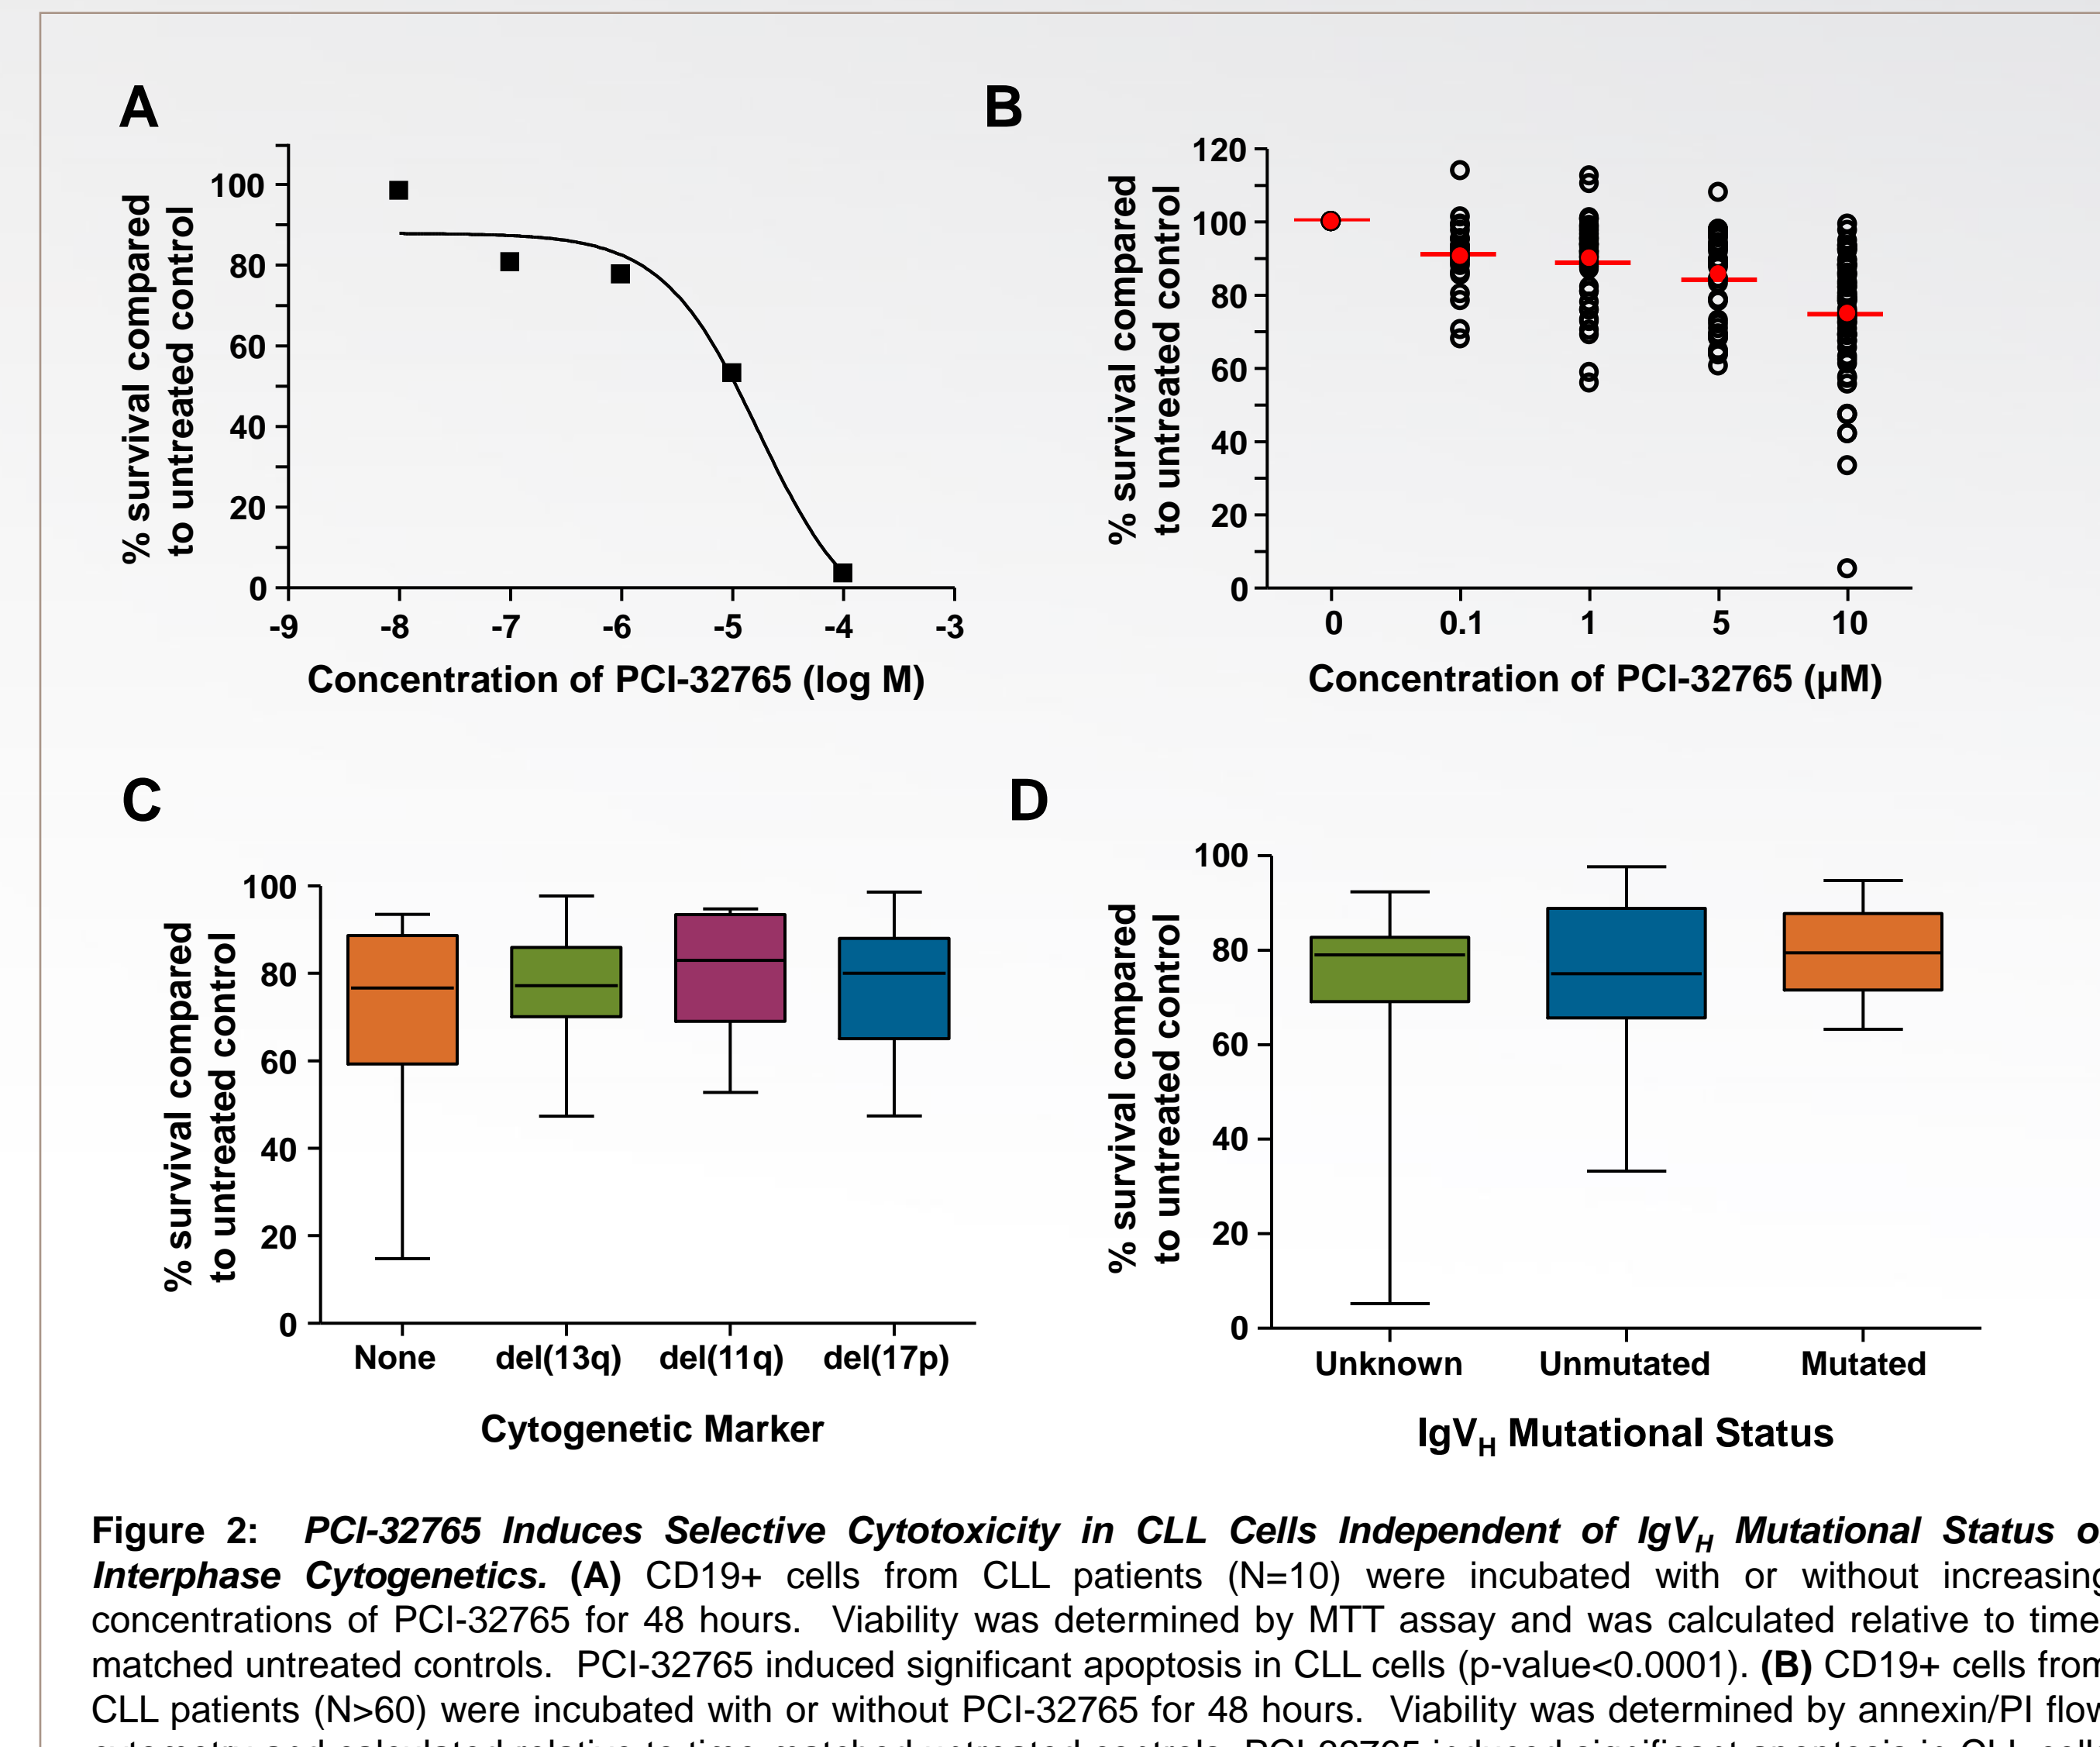 A
% survival compared
to untreated control
100
80
60
40
20
0
-9 -8 -7 -6 -5 -4 -3
Concentration of PCI-32765 (log M)
B
% survival compared
to untreated control
120
100
80
60
40
20
0
0 0.1 1 5 10
Concentration of PCI-32765 (µM)
C
% survival compared
to untreated control
100
80
60
40
20
0
None del(13q) del(11q) del(17p)
Cytogenetic Marker
D
% survival compared
to untreated control
100
80
60
40
20
0
Unknown Unmutated Mutated
IgVH Mutational Status
Figure 2: PCI-32765 Induces Selective Cytotoxicity in CLL Cells Independent of IgVH Mutational Status
Interphase Cytogenetics. (A) CD19+ cells from CLL patients (N=10) were incubated with or without increasing
concentrations of PCI-32765 for 48 hours. Viability was determined by MTT assay and was calculated relative to time
matched untreated controls. PCI-32765 induced significant apoptosis in CLL cells (p-value<0.0001). (B) CD19+ cells from
CLL patients (N>60) were incubated with or without PCI-32765 for 48 hours. Viability was determined by annexin/PI flow